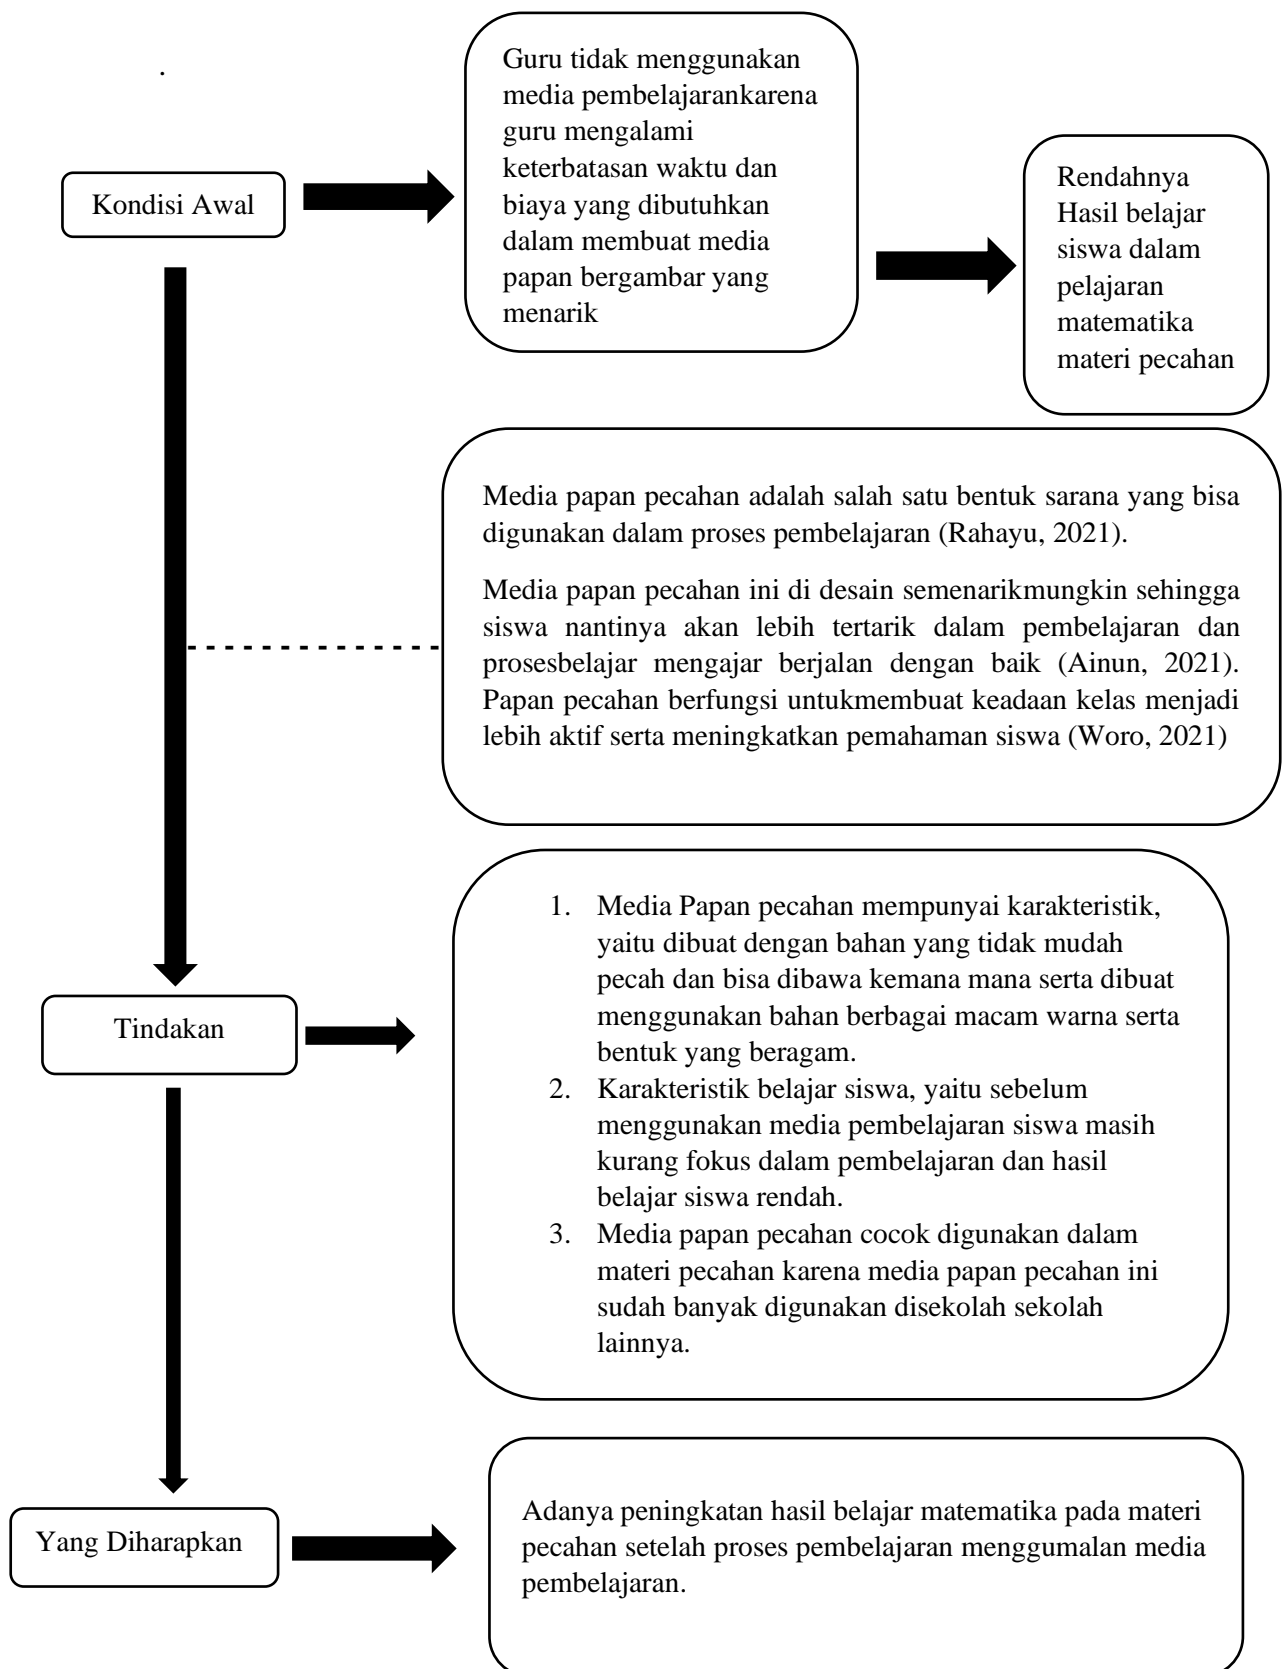 .
Guru tidak menggunakan
media pembelajarankarena
guru mengalami
keterbatasan waktu dan
biaya yang dibutuhkan
dalam membuat media
papan bergambar yang
menarik
Kondisi Awal
Rendahnya
Hasil belajar
siswa dalam
pelajaran
matematika
materi pecahan
Media papan pecahan adalah salah satu bentuk sarana yang bisa
digunakan dalam proses pembelajaran (Rahayu, 2021).
Media papan pecahan ini di desain semenarikmungkin sehingga
siswa nantinya akan lebih tertarik dalam pembelajaran dan
prosesbelajar mengajar berjalan dengan baik (Ainun, 2021).
Papan pecahan berfungsi untukmembuat keadaan kelas menjadi
lebih aktif serta meningkatkan pemahaman siswa (Woro, 2021)
Tindakan
1. Media Papan pecahan mempunyai karakteristik,
yaitu dibuat dengan bahan yang tidak mudah
pecah dan bisa dibawa kemana mana serta dibuat
menggunakan bahan berbagai macam warna serta
bentuk yang beragam.
2. Karakteristik belajar siswa, yaitu sebelum
menggunakan media pembelajaran siswa masih
kurang fokus dalam pembelajaran dan hasil
belajar siswa rendah.
3. Media papan pecahan cocok digunakan dalam
materi pecahan karena media papan pecahan ini
sudah banyak digunakan disekolah sekolah
lainnya.
Yang Diharapkan
Adanya peningkatan hasil belajar matematika pada materi
pecahan setelah proses pembelajaran menggumalan media
pembelajaran.